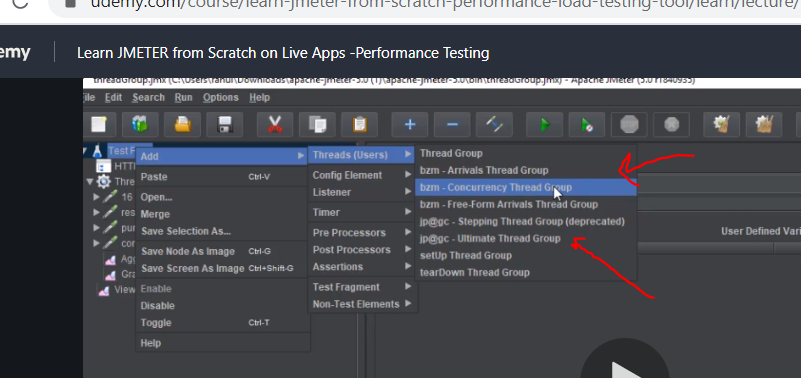 udemy.com/course/learn-jmeter-from-scratch-performance-load-testing-tool/learn/lecture/
emy
Learn JMETER from Scratch on Live Apps -Performance Testing
threadGroup.jmx (C:\Users\rahul\Downloads\apache-jmeter-5.0 (1)\apache-jmeter-5.0\bin\threadGroup.jmx) - Apache JMeter (5.0 r1840935)
ile Edit Search Run Options Help
Test F
HTTI
Thre
16
res
pur
cor
Agg
Gra
View
Add
Paste Ctrl-V
Open...
Merge
Save Selection...
Save Node As Image Ctrl-G
Save Screen As Image Ctrl+Shift-G
Enable
Disable
Toggle Ctrl-T
Help
Threads (Users)
Config Element
Listener
Timer
Pre Processors
Post Processors
Assertions
Test Fragment
Non-Test Elements
Thread Group
bzm - Arrivals Thread Group
bzm - Concurrency Thread Group
bzm - Free-Form Arrivals Thread Group
jp@gc - Stepping Thread Group (deprecated)
jp@gc - Ultimate Thread Group
setUp Thread Group
tearDown Thread Group
User Defined Vari